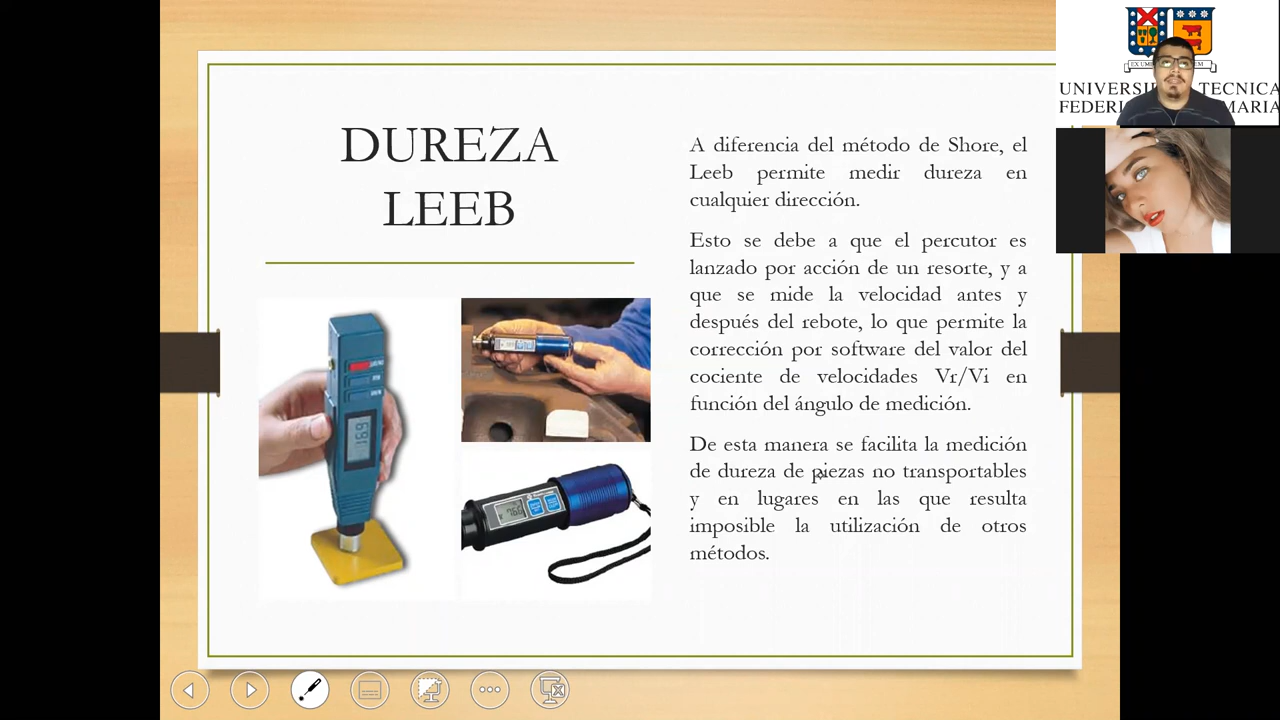 DUREZA
LEEB
A diferencia del método de Shore, el
Leeb permite medir dureza en
cualquier dirección.
Esto se debe a que el percutor es
lanzado por acción de un resorte, y a
que se mide la velocidad antes y
después del rebote, lo que permite la
corrección por software del valor del
cociente de velocidades Vr/Vi en
función del ángulo de medición.
De esta manera se facilita la medición
de dureza de piezas no transportables
y en lugares en las que resulta
imposible la utilización de otros
métodos.
EX UM
EM
UNIVERSI TECNICA
FEDERI MARIA